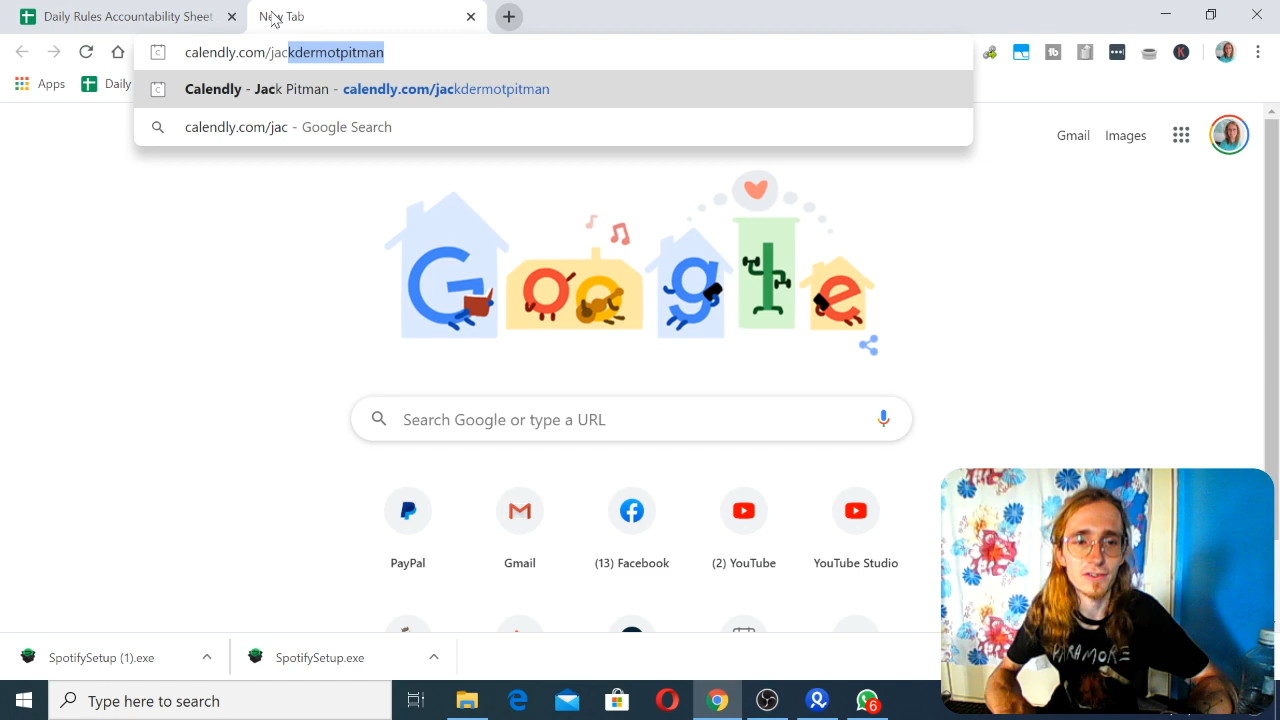 Daily Rules Accountability Sheet
New Tab
calendly.com/jackdermotpitman
Apps
Daily
Calendly - Jack Pitman - calendly.com/jackdermotpitman
calendly.com/jac - Google Search
Gmail
Images
Google
Search Google or type a URL
PayPal
Gmail
(13) Facebook
(2) YouTube
YouTube Studio
PARAMORE
SpotifySetup (1).exe
SpotifySetup.exe
Type here to search
6